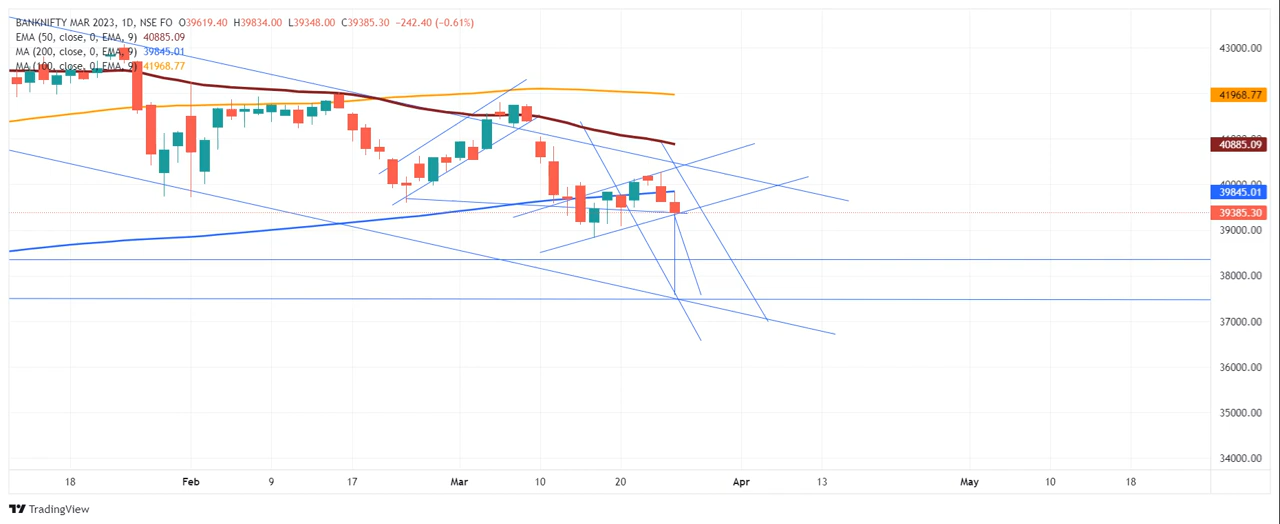 BANKNIFTY MAR 2023, 1D, NSE FO O39619.40 H39834.00 L39348.00 C39385.30 −242.40 (−0.61%)
EMA (50, close, 0, EMA, 9) 40885.09
MA (200, close, 0, EMA, 9) 39845.01
MA (100, close, 0, EMA, 9) 41968.77
43000.00
41968.77
40885.09
39845.01
39385.30
39000.00
38000.00
37000.00
36000.00
35000.00
34000.00
18 Feb 9 17 Mar 10 20 Apr 13 May 10 18
TradingView